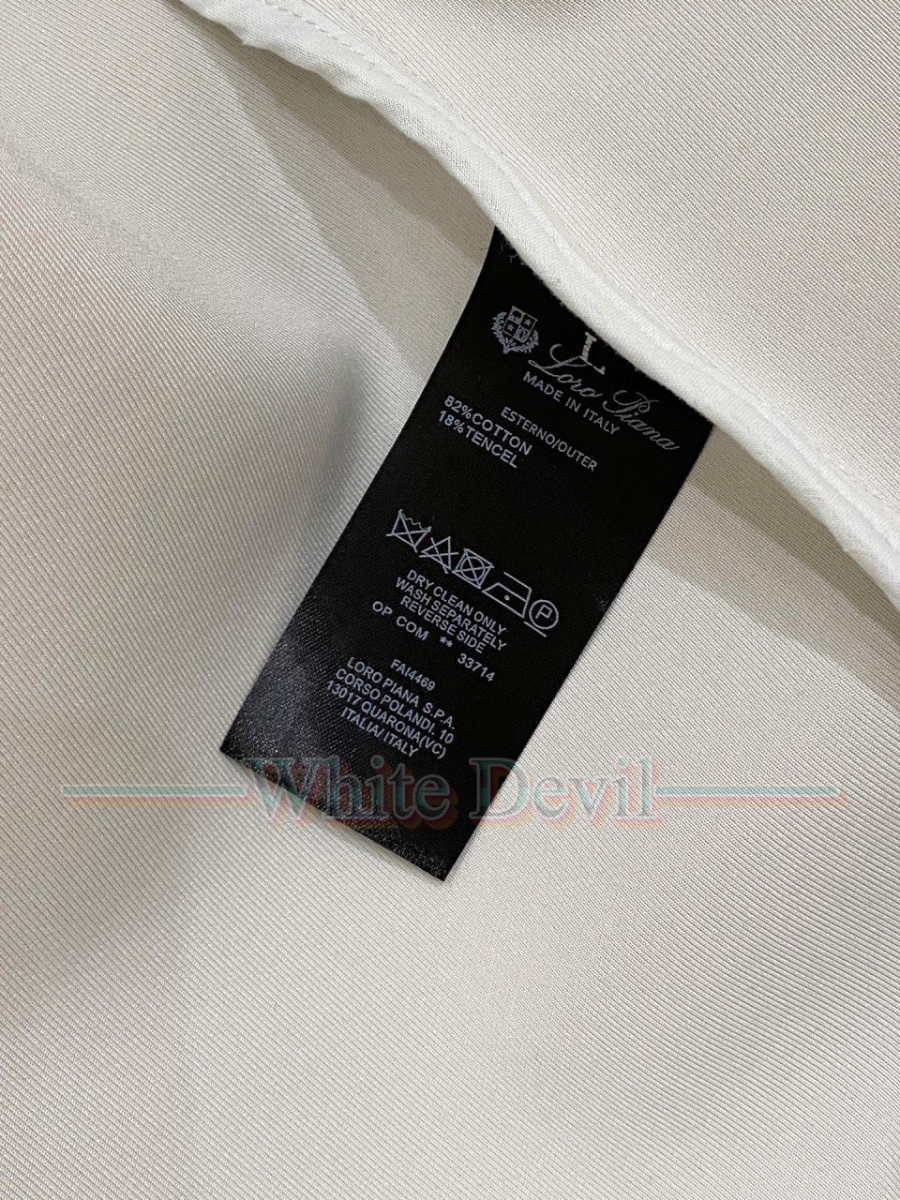 L
Loro Piana
MADE IN ITALY
ESTERNO/OUTER
82%COTTON
18%TENCEL
P
DRY CLEAN ONLY
WASH SEPARATELY
REVERSE SIDE
OP COM ** 33714
FAI4469
LORO PIANA S.P.A.
CORSO POLANDI, 10
13017 QUARONA(VC)
ITALIA/ ITALY
White Devil